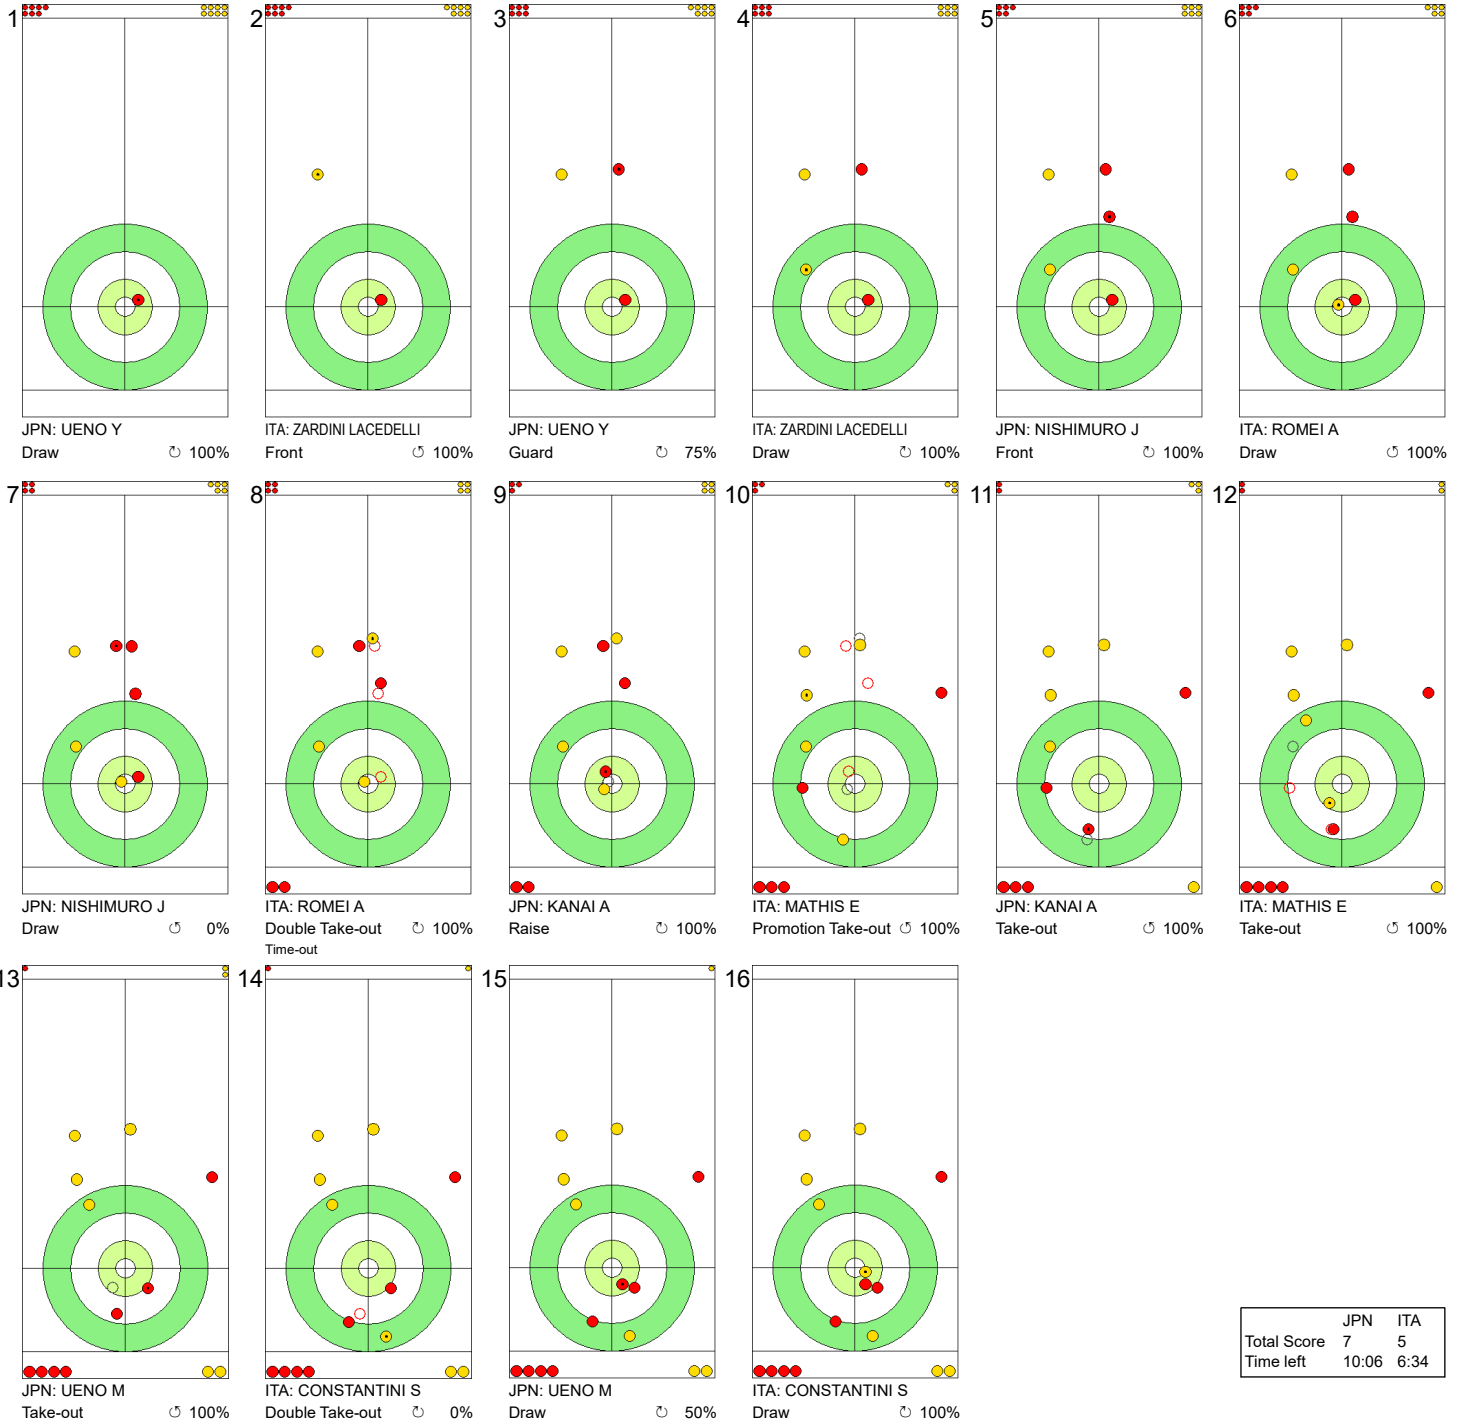 1
JPN: UENO Y
Draw ↻ 100%
2
ITA: ZARDINI LACEDELLI
Front ↺ 100%
3
JPN: UENO Y
Guard ↻ 75%
4
ITA: ZARDINI LACEDELLI
Draw ↺ 100%
5
JPN: NISHIMURO J
Front ↺ 100%
6
ITA: ROMEI A
Draw ↺ 100%
7
JPN: NISHIMURO J
Draw ↺ 0%
8
ITA: ROMEI A
Double Take-out ↻ 100%
Time-out
9
JPN: KANAI A
Raise ↻ 100%
10
ITA: MATHIS E
Promotion Take-out ↺ 100%
11
JPN: KANAI A
Take-out ↺ 100%
12
ITA: MATHIS E
Take-out ↺ 100%
13
JPN: UENO M
Take-out ↺ 100%
14
ITA: CONSTANTINI S
Double Take-out ↻ 0%
15
JPN: UENO M
Draw ↻ 50%
16
ITA: CONSTANTINI S
Draw ↻ 100%
JPN ITA
Total Score 7 5
Time left 10:06 6:34